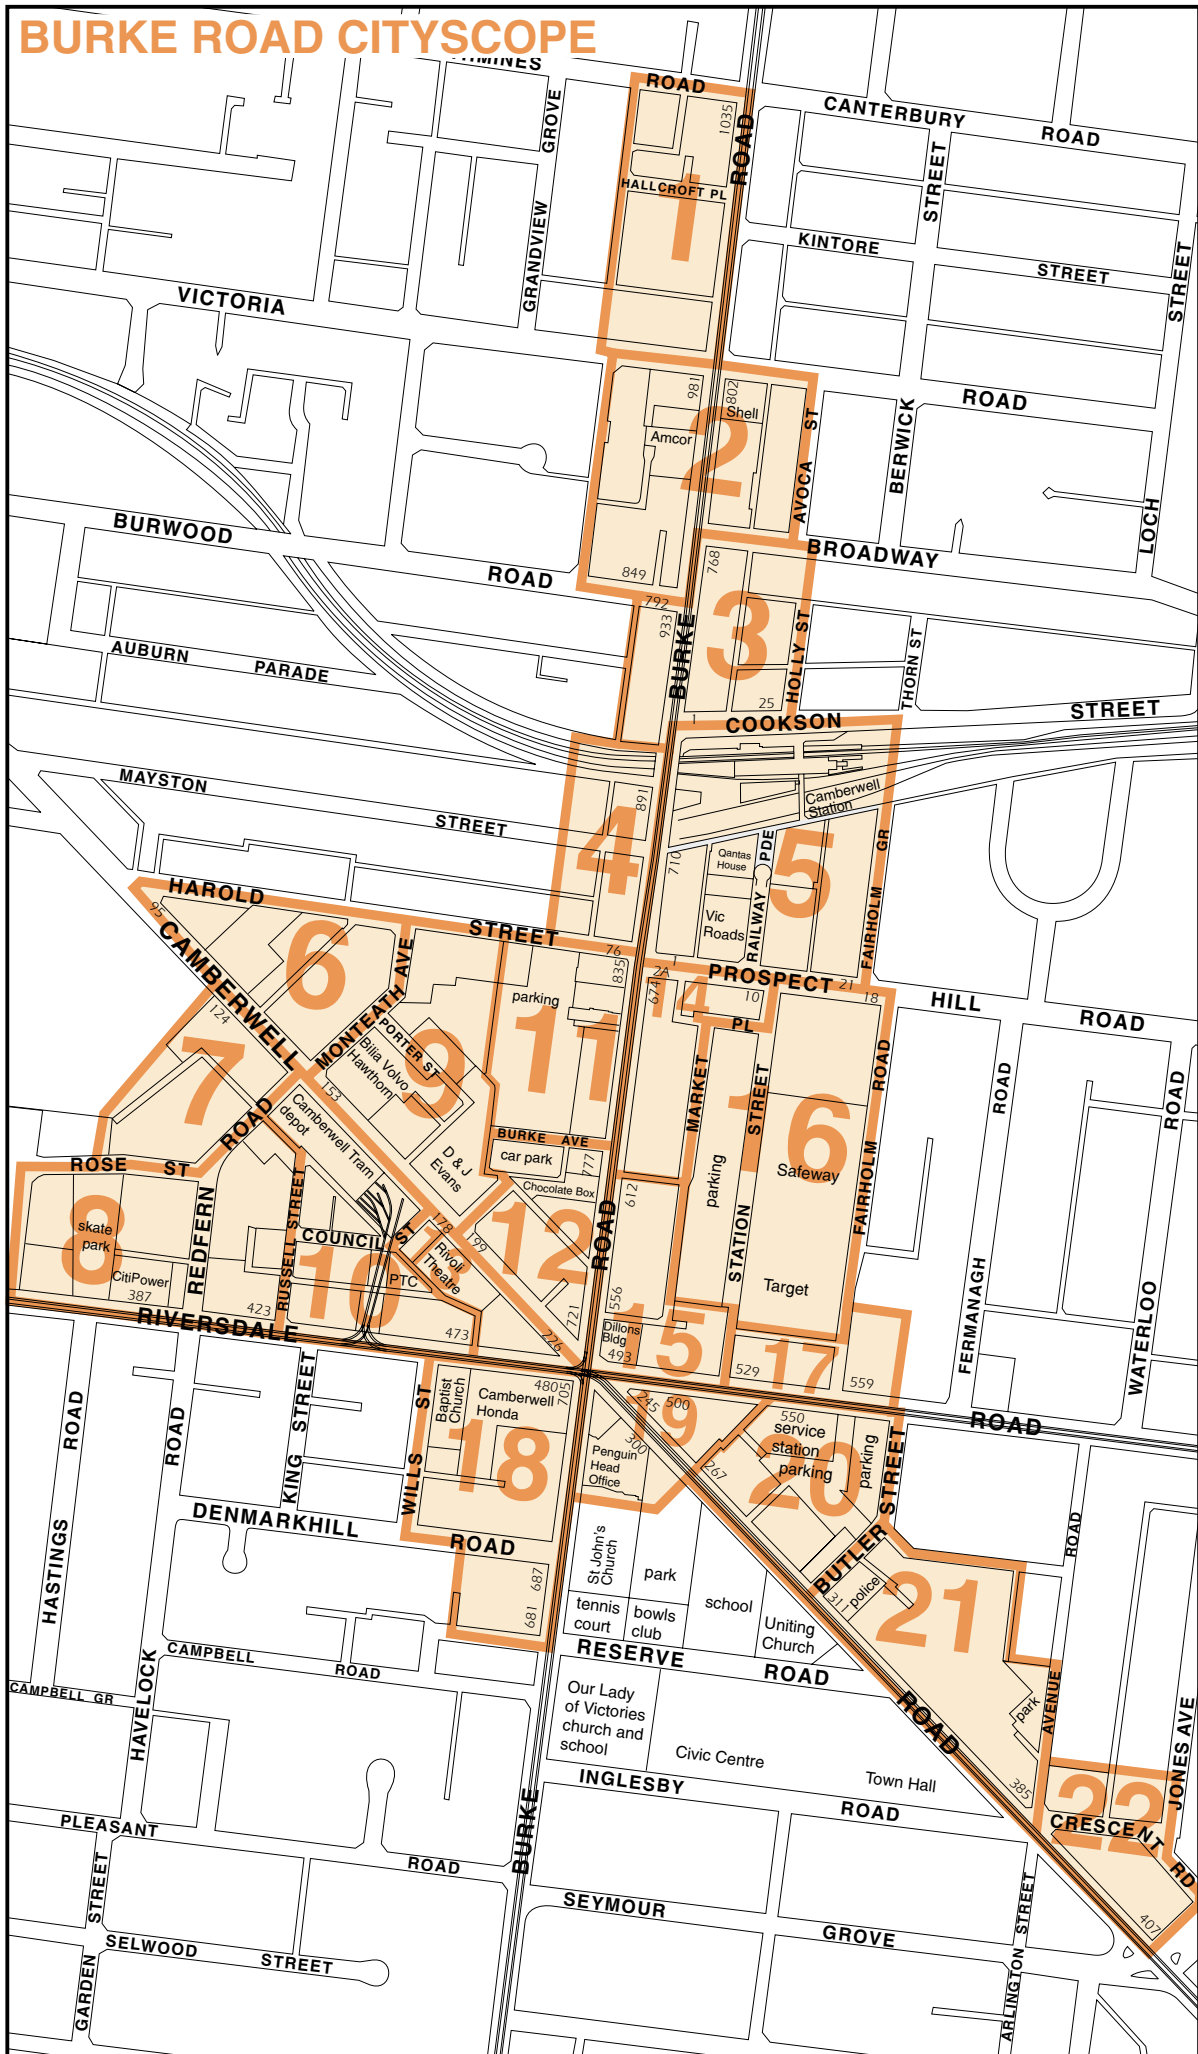 BURKE ROAD CITYSCOPE
ROAD
CANTERBURY
ROAD
1035
GROVE
ROAD
STREET
1
HALLCROFT PL
GRANDVIEW
KINTORE
STREET
STREET
VICTORIA
ROAD
981
802
Shell
Amcor
2
AVOCA
ST
BERWICK
LOCH
BURWOOD
ROAD
BROADWAY
849
768
792
933
3
BURKE
HOLLY ST
THORN ST
AUBURN
PARADE
25
1
COOKSON
STREET
MAYSTON
STREET
891
4
Camberwell
Station
710
Qantas
House
RAILWAY
PDE
5
FAIRHOLM
GR
Vic
Roads
HAROLD
STREET
95
76
835
1
2A
PROSPECT
21
18
HILL
ROAD
CAMBERWELL
6
MONTEATH
AVE
124
7
9
PORTER ST
Bilia Volvo
Hawthorn
parking
11
674
14
10
PL
MARKET
STREET
STATION
16
ROAD
FAIRHOLM
ROAD
ROAD
153
Camberwell Tram
depot
ROAD
D & J
Evans
BURKE AVE
car park
777
Chocolate Box
Safeway
parking
612
ROSE
ST
8
skate
park
CitiPower
387
REDFERN
RUSSELL STREET
423
COUNCIL
ST
10
PTC
178
199
13
Rivoli
Theatre
12
ROAD
721
226
473
556
Dillons
Bldg
493
15
Target
529
17
559
FERMANAGH
WATERLOO
RIVERSDALE
ROAD
480
705
245
500
19
550
service
station
parking
parking
20
300
267
Penguin
Head
Office
Baptist
Church
Camberwell
Honda
18
WILLS
ST
KING STREET
ROAD
ROAD
HASTINGS
HAVELOCK
DENMARKHILL
ROAD
687
681
St John's
Church
park
school
tennis
court
bowls
club
Uniting
Church
BUTLER
STREET
311
police
21
ROAD
park
AVENUE
385
RESERVE
ROAD
ROAD
CAMPBELL
ROAD
CAMPBELL GR
Our Lady
of Victories
church and
school
Civic Centre
Town Hall
22
CRESCENT
RD
407
JONES AVE
INGLESBY
ROAD
BURKE
PLEASANT
ROAD
SEYMOUR
GROVE
STREET
GARDEN
SELWOOD
STREET
ARLINGTON
STREET